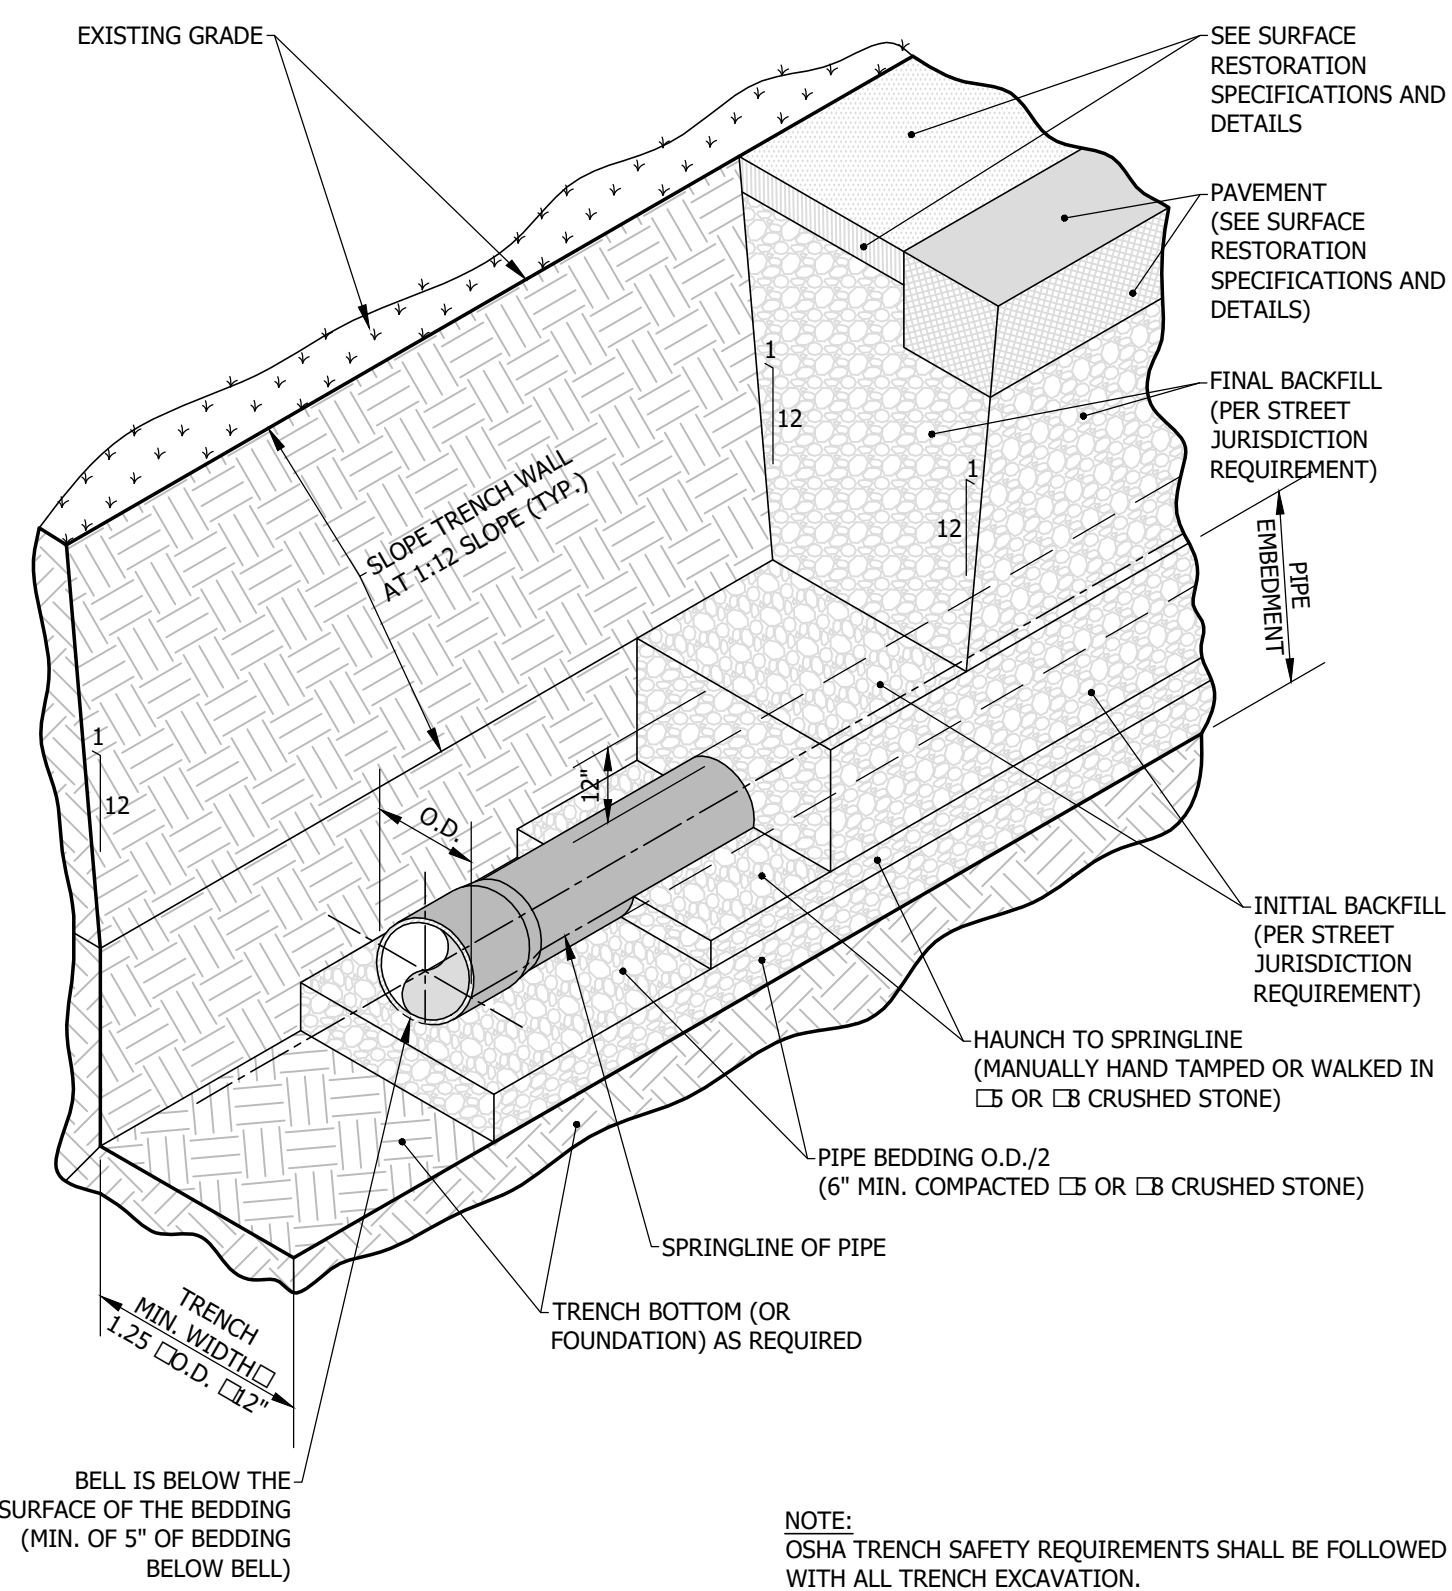 EXISTING GRADE
SEE SURFACE
RESTORATION
SPECIFICATIONS AND
DETAILS
PAVEMENT
(SEE SURFACE
RESTORATION
SPECIFICATIONS AND
DETAILS)
1
12
FINAL BACKFILL
(PER STREET
JURISDICTION
REQUIREMENT)
SLOPE TRENCH WALL
AT 1:12 SLOPE (TYP.)
1
12
PIPE
EMBEDMENT
1
12
12"
O.D.
INITIAL BACKFILL
(PER STREET
JURISDICTION
REQUIREMENT)
HAUNCH TO SPRINGLINE
(MANUALLY HAND TAMPED OR WALKED IN
□5 OR □8 CRUSHED STONE)
PIPE BEDDING O.D./2
(6" MIN. COMPACTED □5 OR □8 CRUSHED STONE)
SPRINGLINE OF PIPE
TRENCH BOTTOM (OR
FOUNDATION) AS REQUIRED
TRENCH
MIN. WIDTH□
1.25 □O.D. □12"
BELL IS BELOW THE
SURFACE OF THE BEDDING
(MIN. OF 5" OF BEDDING
BELOW BELL)
NOTE:
OSHA TRENCH SAFETY REQUIREMENTS SHALL BE FOLLOWED
WITH ALL TRENCH EXCAVATION.